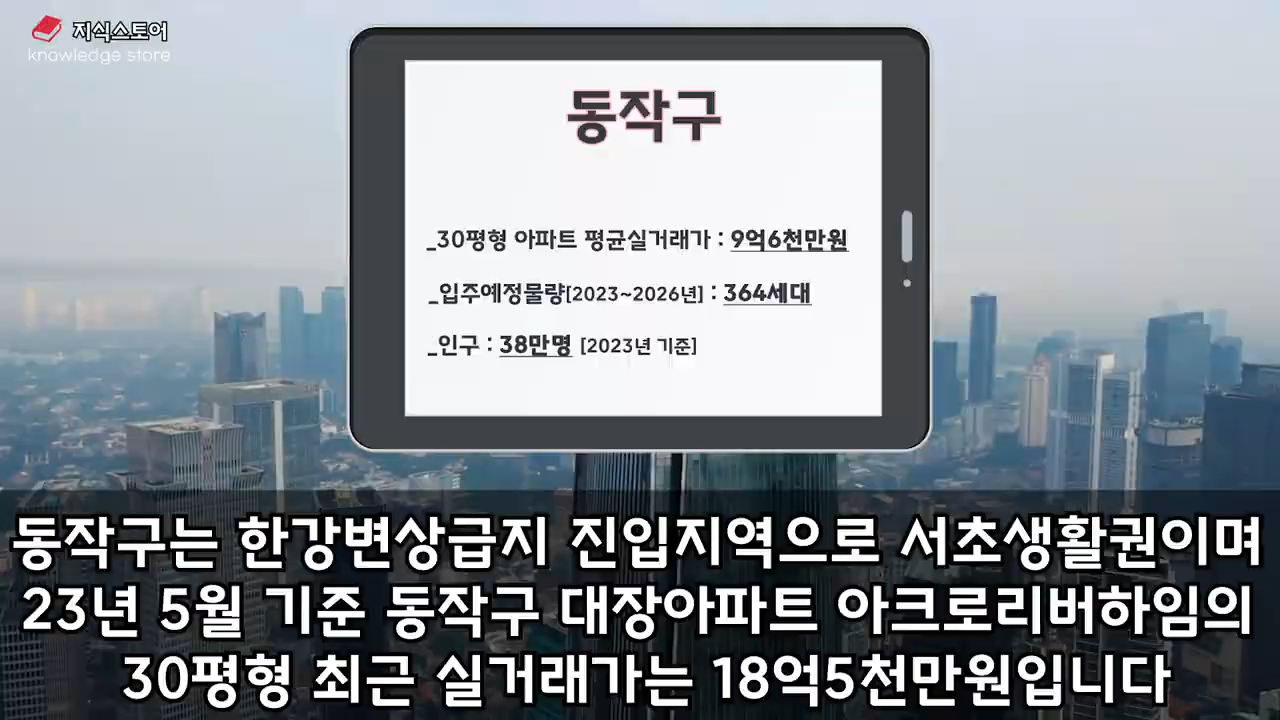 지식스토어
knowledge store
동작구
_30평형 아파트 평균실거래가 : 9억6천만원
_입주예정물량[2023~2026년] : 364세대
_인구 : 38만명 [2023년 기준]
동작구는 한강변상급지 진입지역으로 서초생활권이며
23년 5월 기준 동작구 대장아파트 아크로리버하임의
30평형 최근 실거래가는 18억5천만원입니다